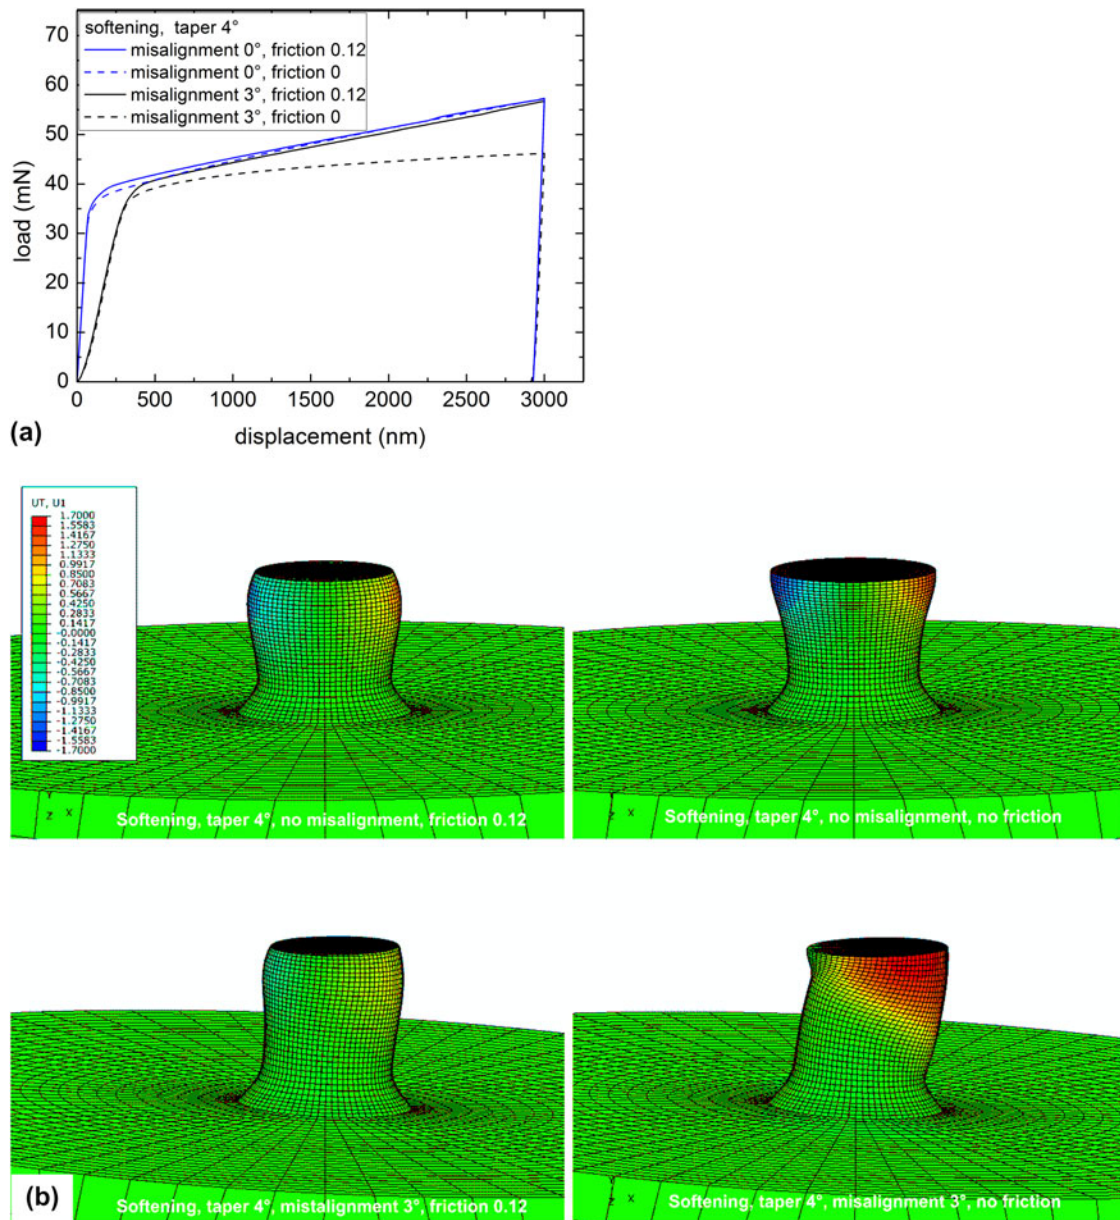 softening, taper 4°
misalignment 0°, friction 0.12
misalignment 0°, friction 0
misalignment 3°, friction 0.12
misalignment 3°, friction 0
70
60
50
40
30
20
10
0
load (mN)
0 500 1000 1500 2000 2500 3000
displacement (nm)
(a)
UT, U1
1.7000
1.5583
1.4167
1.2750
1.1333
0.9917
0.8500
0.7083
0.5667
0.4250
0.2833
0.1417
-0.0000
-0.1417
-0.2833
-0.4250
-0.5667
-0.7083
-0.8500
-0.9917
-1.1333
-1.2750
-1.4167
-1.5583
-1.7000
Y
Z X
Softening, taper 4°, no misalignment, friction 0.12
Z X
Softening, taper 4°, no misalignment, no friction
(b)
Softening, taper 4°, mistalignment 3°, friction 0.12
Z X
Softening, taper 4°, misalignment 3°, no friction